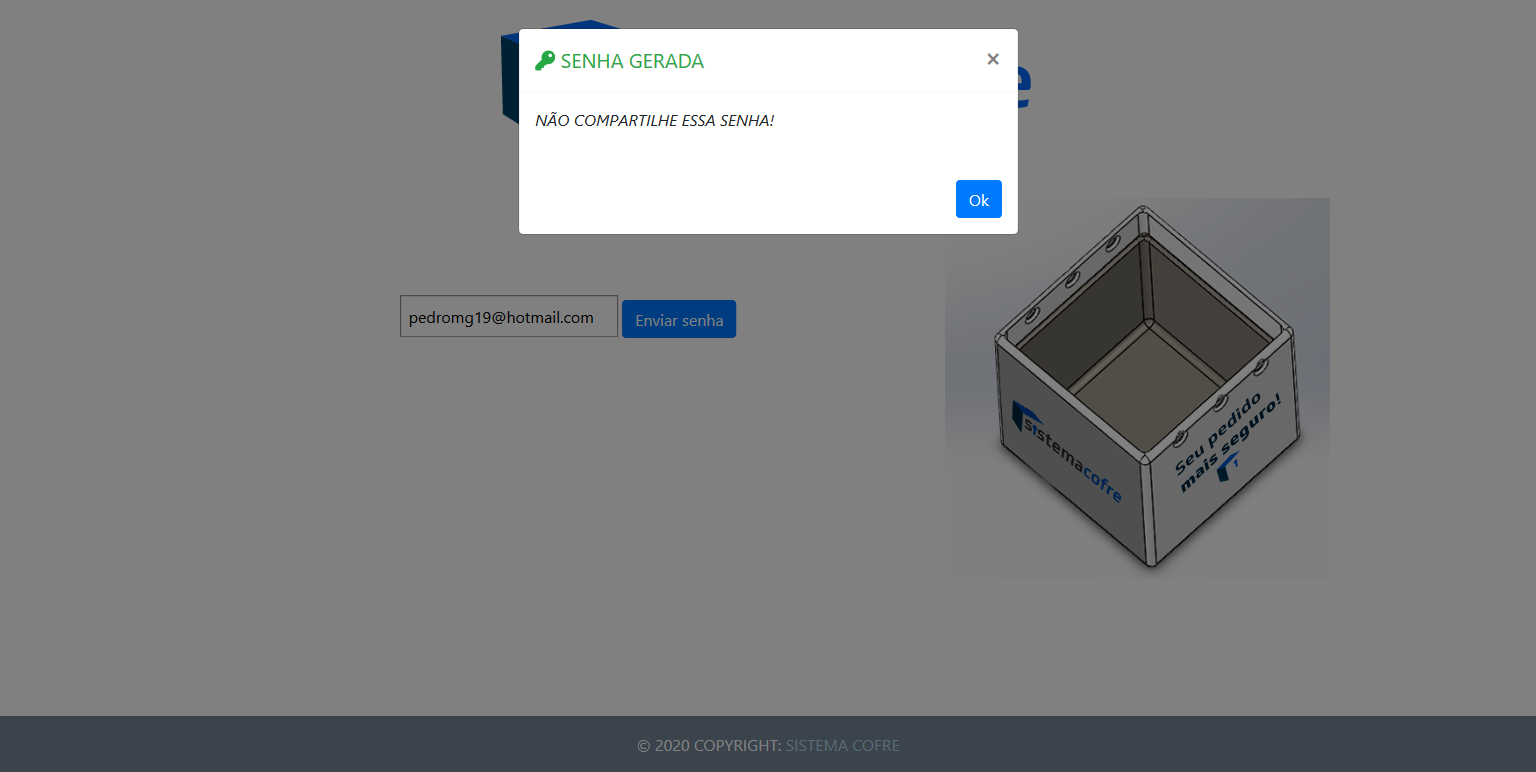 SENHA GERADA
×
NÃO COMPARTILHE ESSA SENHA!
Ok
e
pedromg19@hotmail.com
Enviar senha
sistemacofre
Seu pedido
mais seguro!
© 2020 COPYRIGHT: SISTEMA COFRE